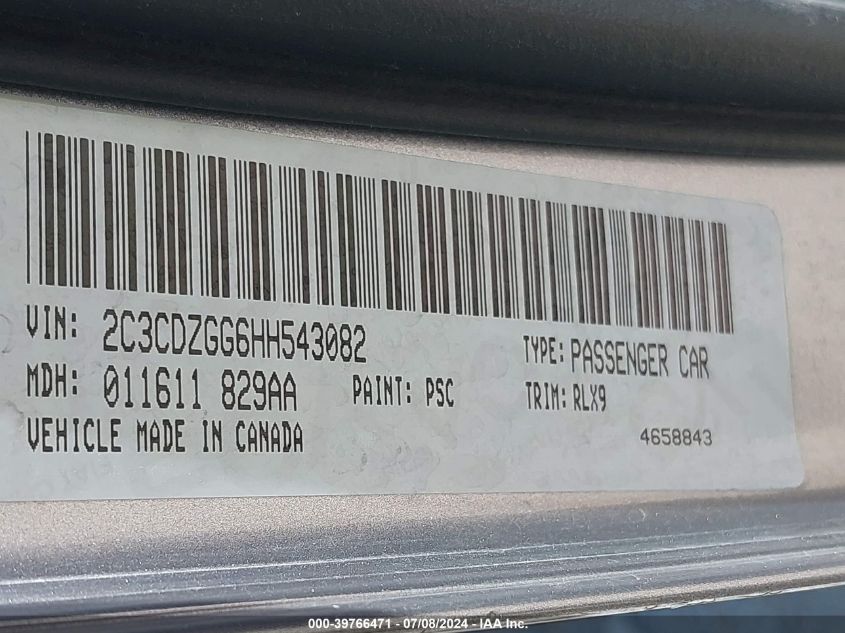 VIN: 2C3CDZGG6HH543082 TYPE: PASSENGER CAR
MDH: 011611 829AA PAINT: PSC TRIM: RLX9
VEHICLE MADE IN CANADA 4658843
000-39766471 - 07/08/2024 - IAA Inc.